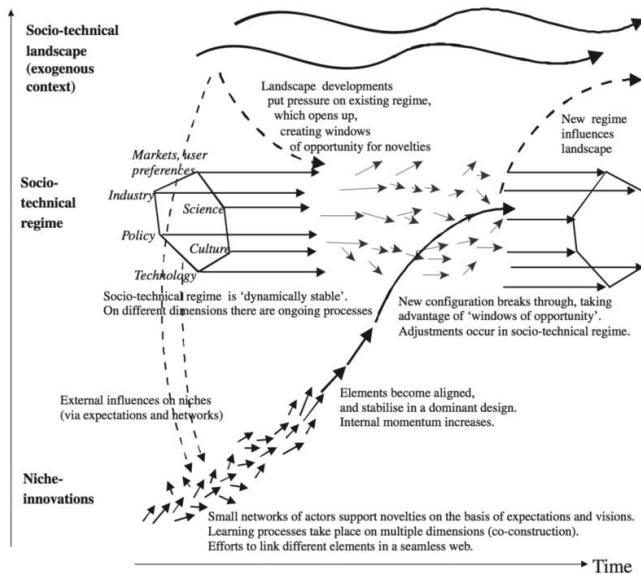 Socio-technical
landscape
(exogenous
context)
Landscape developments
put pressure on existing regime,
which opens up,
creating windows
of opportunity for novelties
New regime
influences
landscape
Markets, user
preferences
Socio-
technical
regime
Industry
Science
Policy
Culture
Technology
Socio-technical regime is ‘dynamically stable’.
On different dimensions there are ongoing processes
New configuration breaks through, taking
advantage of ‘windows of opportunity’.
Adjustments occur in socio-technical regime.
External influences on niches
(via expectations and networks)
Elements become aligned,
and stabilise in a dominant design.
Internal momentum increases.
Niche-
innovations
Small networks of actors support novelties on the basis of expectations and visions.
Learning processes take place on multiple dimensions (co-construction).
Efforts to link different elements in a seamless web.
Time